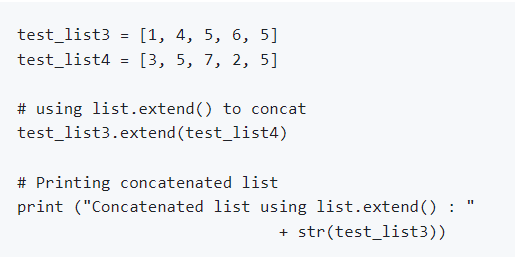 test_list3 = [1, 4, 5, 6, 5]
test_list4 = [3, 5, 7, 2, 5]

# using list.extend() to concat
test_list3.extend(test_list4)

# Printing concatenated list
print ("Concatenated list using list.extend() : "
                              + str(test_list3))